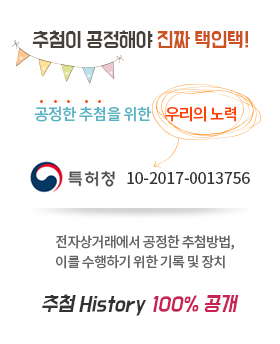 추첨이 공정해야 진짜 택인택!
공정한 추첨을 위한 우리의 노력
특허청 10-2017-0013756
전자상거래에서 공정한 추첨방법,
이를 수행하기 위한 기록 및 장치
추첨 History 100% 공개